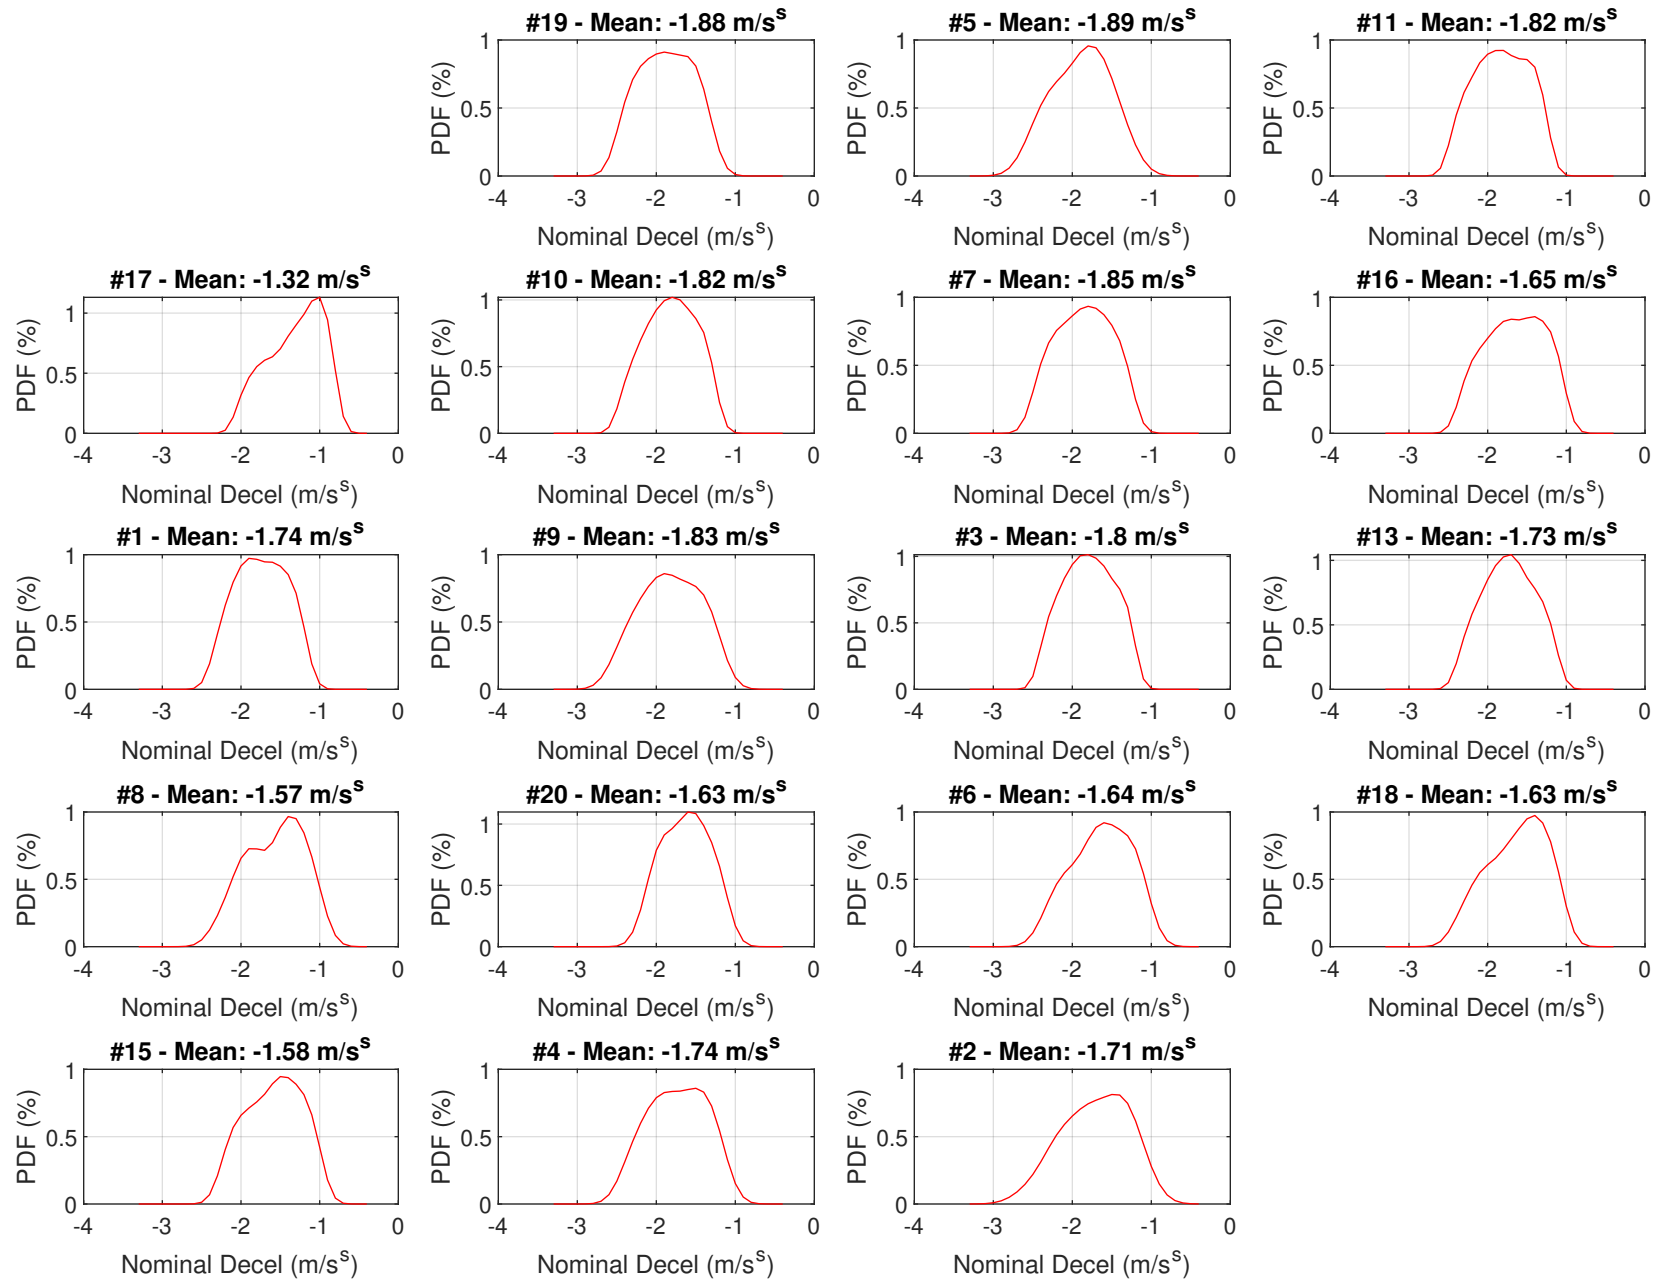 #19 - Mean: -1.88 m/s^s
1
0.5
0
PDF (%)
-4 -3 -2 -1 0
Nominal Decel (m/s^s)
#5 - Mean: -1.89 m/s^s
1
0.5
0
PDF (%)
-4 -3 -2 -1 0
Nominal Decel (m/s^s)
#11 - Mean: -1.82 m/s^s
1
0.5
0
PDF (%)
-4 -3 -2 -1 0
Nominal Decel (m/s^s)
#17 - Mean: -1.32 m/s^s
1
0.5
0
PDF (%)
-4 -3 -2 -1 0
Nominal Decel (m/s^s)
#10 - Mean: -1.82 m/s^s
1
0.5
0
PDF (%)
-4 -3 -2 -1 0
Nominal Decel (m/s^s)
#7 - Mean: -1.85 m/s^s
1
0.5
0
PDF (%)
-4 -3 -2 -1 0
Nominal Decel (m/s^s)
#16 - Mean: -1.65 m/s^s
1
0.5
0
PDF (%)
-4 -3 -2 -1 0
Nominal Decel (m/s^s)
#1 - Mean: -1.74 m/s^s
1
0.5
0
PDF (%)
-4 -3 -2 -1 0
Nominal Decel (m/s^s)
#9 - Mean: -1.83 m/s^s
1
0.5
0
PDF (%)
-4 -3 -2 -1 0
Nominal Decel (m/s^s)
#3 - Mean: -1.8 m/s^s
1
0.5
0
PDF (%)
-4 -3 -2 -1 0
Nominal Decel (m/s^s)
#13 - Mean: -1.73 m/s^s
1
0.5
0
PDF (%)
-4 -3 -2 -1 0
Nominal Decel (m/s^s)
#8 - Mean: -1.57 m/s^s
1
0.5
0
PDF (%)
-4 -3 -2 -1 0
Nominal Decel (m/s^s)
#20 - Mean: -1.63 m/s^s
1
0.5
0
PDF (%)
-4 -3 -2 -1 0
Nominal Decel (m/s^s)
#6 - Mean: -1.64 m/s^s
1
0.5
0
PDF (%)
-4 -3 -2 -1 0
Nominal Decel (m/s^s)
#18 - Mean: -1.63 m/s^s
1
0.5
0
PDF (%)
-4 -3 -2 -1 0
Nominal Decel (m/s^s)
#15 - Mean: -1.58 m/s^s
1
0.5
0
PDF (%)
-4 -3 -2 -1 0
Nominal Decel (m/s^s)
#4 - Mean: -1.74 m/s^s
1
0.5
0
PDF (%)
-4 -3 -2 -1 0
Nominal Decel (m/s^s)
#2 - Mean: -1.71 m/s^s
1
0.5
0
PDF (%)
-4 -3 -2 -1 0
Nominal Decel (m/s^s)